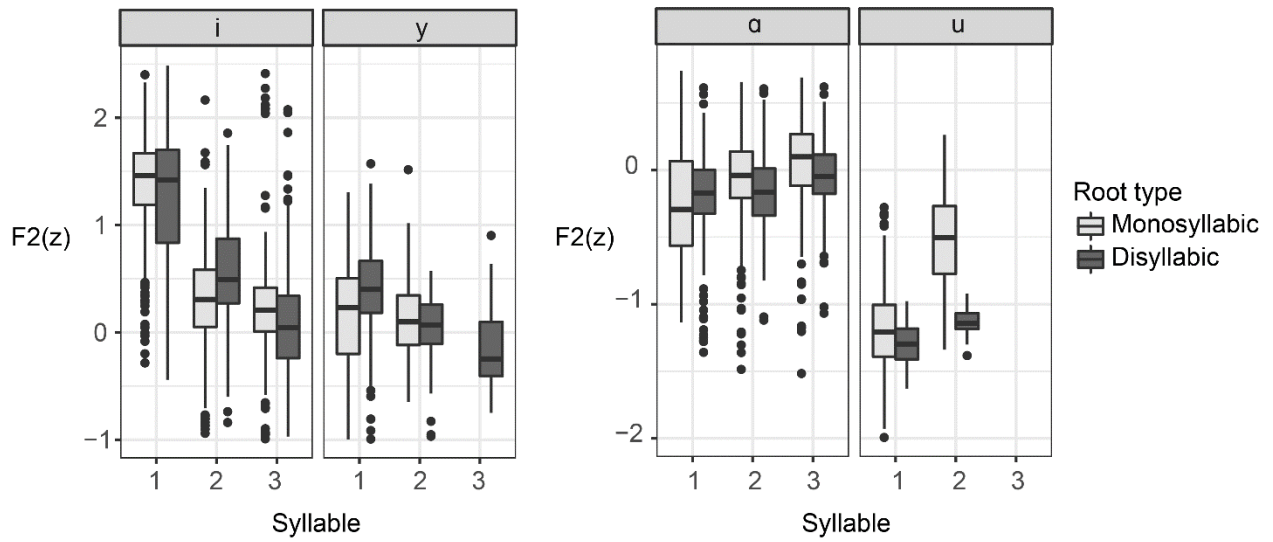 i y
F2(z)
2
1
0
−1
1 2 3 1 2 3
Syllable
ɑ u
F2(z)
0
−1
−2
1 2 3 1 2 3
Syllable
Root type
Monosyllabic
Disyllabic